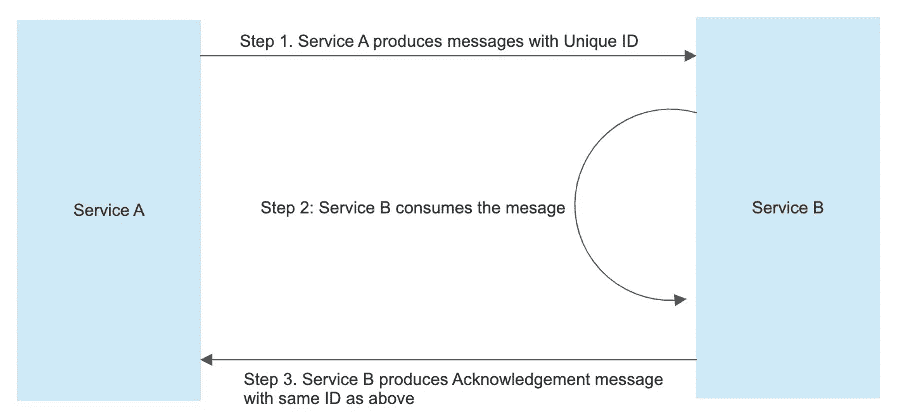 Step 1. Service A produces messages with Unique ID
Service A
Step 2: Service B consumes the mesage
Service B
Step 3. Service B produces Acknowledgement message
with same ID as above